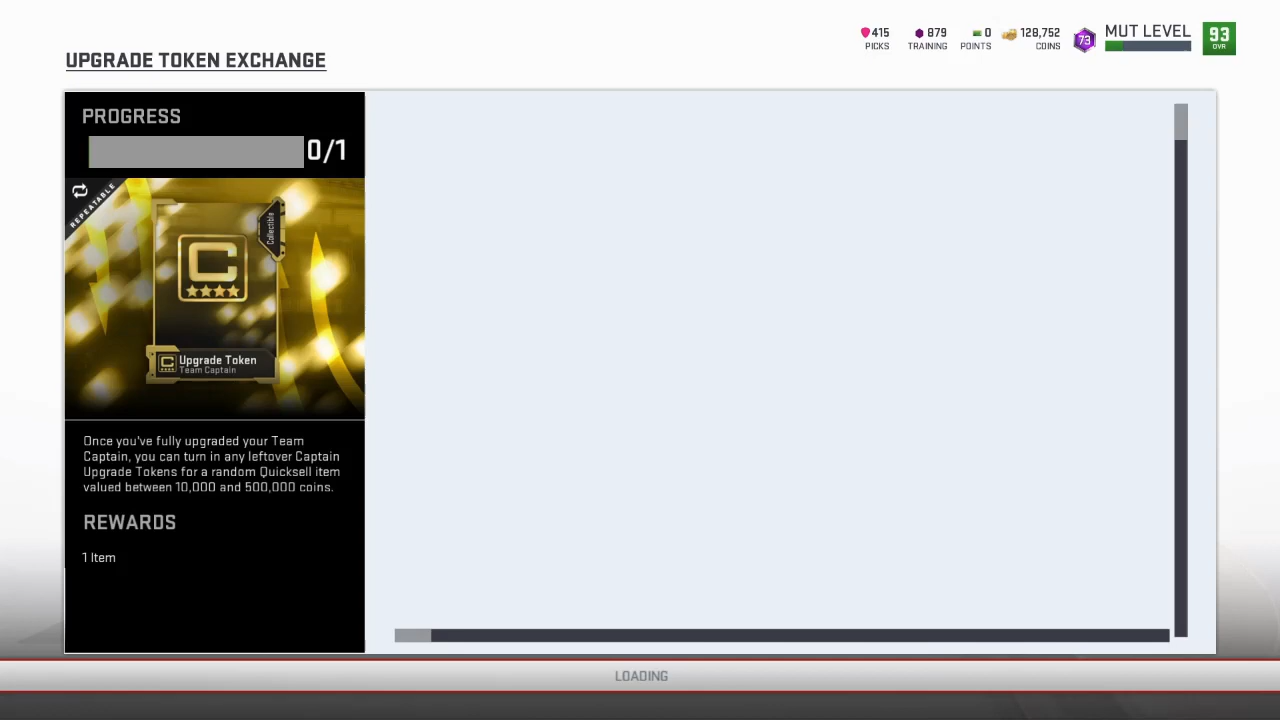 UPGRADE TOKEN EXCHANGE
415
PICKS
879
TRAINING
0
POINTS
128,752
COINS
73
MUT LEVEL
93
OVR
PROGRESS
0/1
REPEATABLE
Collectible
C
Upgrade Token
Team Captain
Once you've fully upgraded your Team
Captain, you can turn in any leftover Captain
Upgrade Tokens for a random Quicksell item
valued between 10,000 and 500,000 coins.
REWARDS
1 Item
LOADING